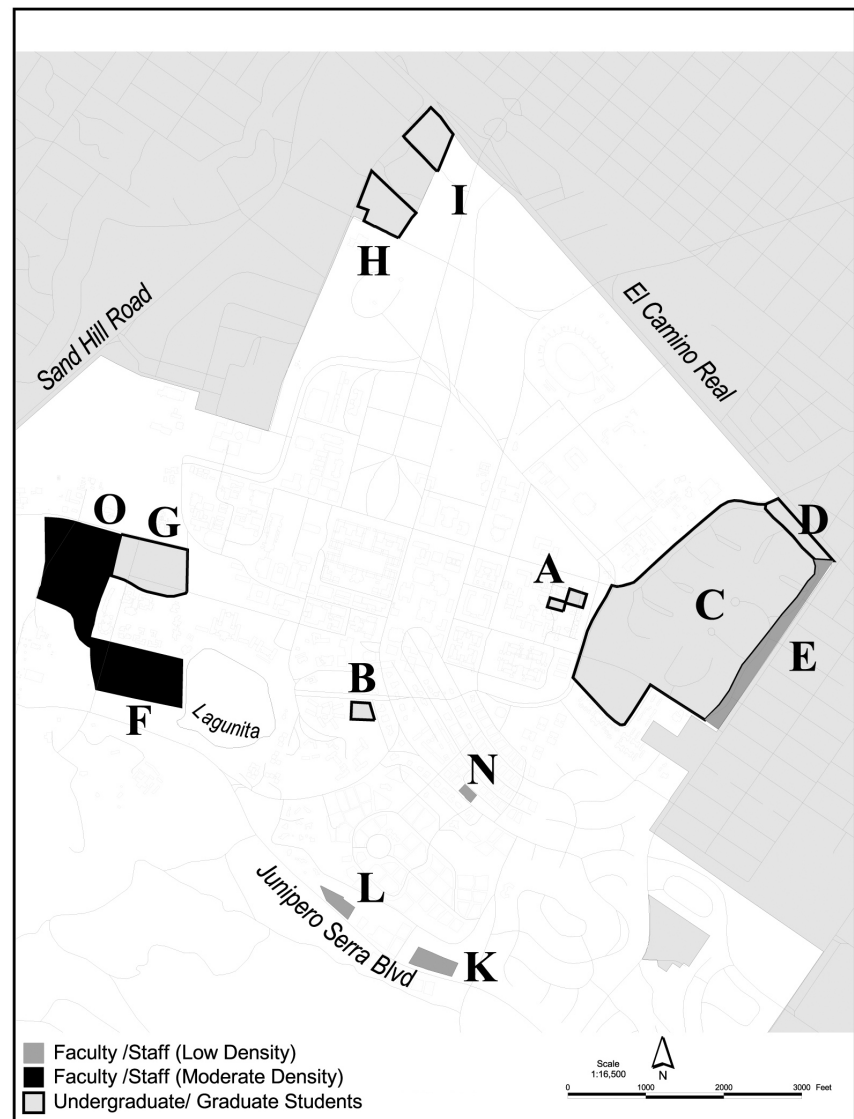 I
H
El Camino Real
Sand Hill Road
O
G
D
A
C
E
B
F
Lagunita
N
L
Junipero Serra Blvd
K
Faculty /Staff (Low Density)
Faculty /Staff (Moderate Density)
Undergraduate/ Graduate Students
Scale
1:16,500
N
0 1000 2000 3000 Feet